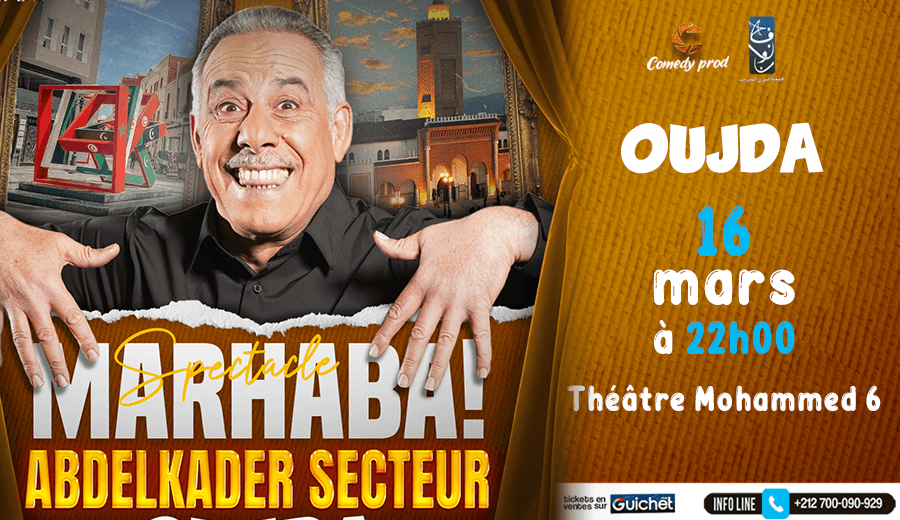 Spectacle
MARHABA!
ABDELKADER SECTEUR
Comedy prod
OUJDA
16
mars
à 22h00
Théâtre Mohammed 6
tickets en
ventes sur
Guichet
INFO LINE
+212 700-090-929